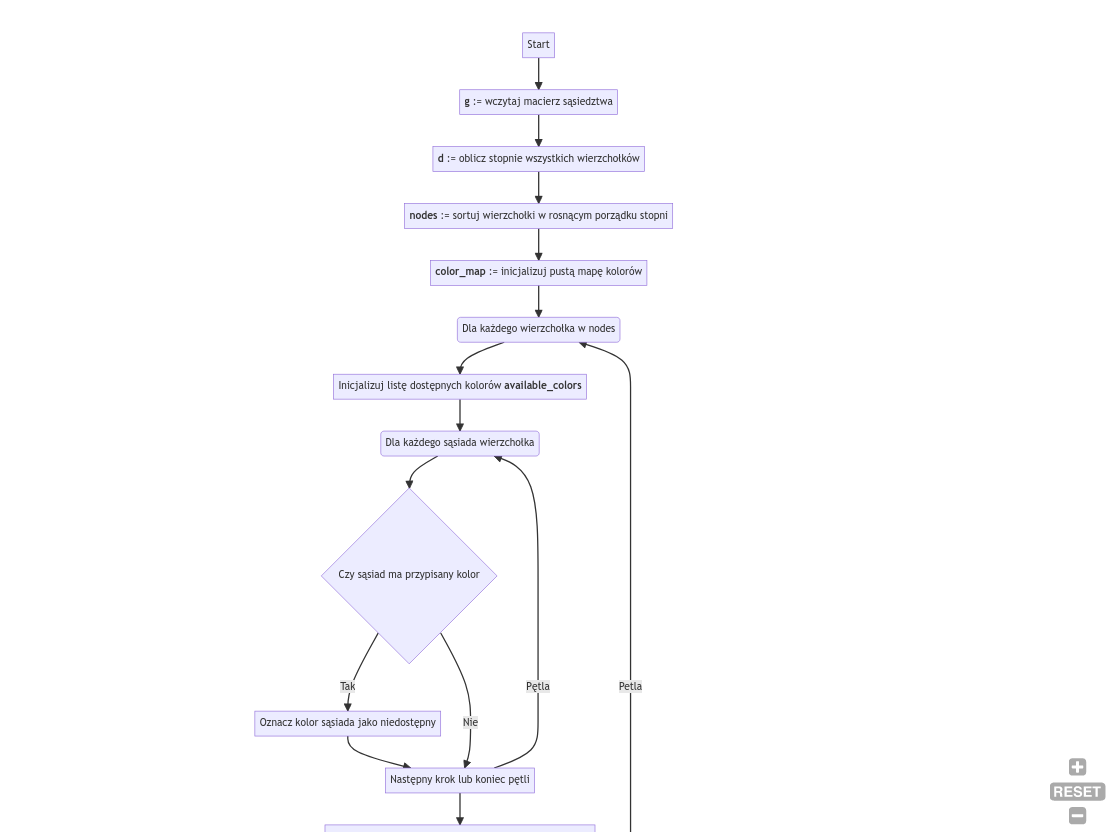 Start
g := wczytaj macierz sąsiedztwa
d := oblicz stopnie wszystkich wierzchołków
nodes := sortuj wierzchołki w rosnącym porządku stopni
color_map := inicjalizuj pustą mapę kolorów
Dla każdego wierzchołka w nodes
Inicjalizuj listę dostępnych kolorów available_colors
Dla każdego sąsiada wierzchołka
Czy sąsiad ma przypisany kolor
Tak
Pętla
Petla
Oznacz kolor sąsiada jako niedostępny
Nie
Następny krok lub koniec pętli
RESET